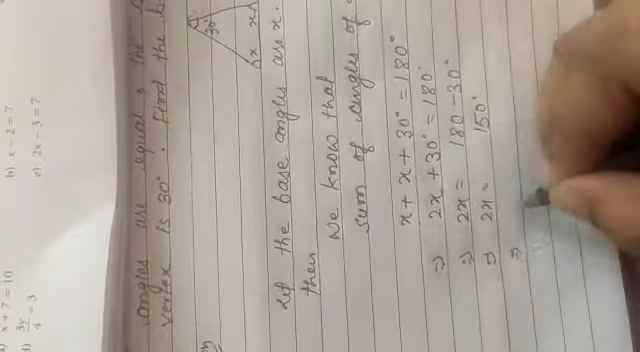 a) x + 7 = 10
b) x - 2 = 7
d) 3y/4 = 3
e) 2x - 3 = 7
angles are equal
vertex is 30°. Find the
30°
x x
Let the base angles are x.
then
We know that
sum of angles of
x + x + 30° = 180°
⇒ 2x + 30° = 180°
⇒ 2x = 180 - 30°
⇒ 2x = 150°
⇒